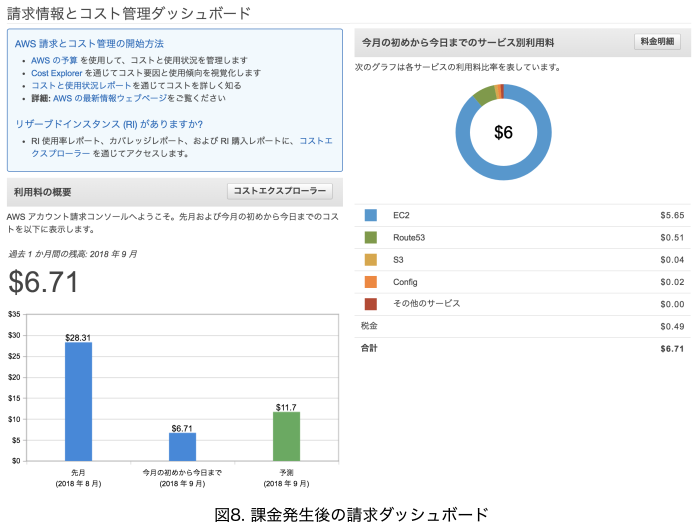 請求情報とコスト管理ダッシュボード
AWS 請求とコスト管理の開始方法
• AWS の予算 を使用して、コストと使用状況を管理します
• Cost Explorer を通じてコスト要因と使用傾向を視覚化します
• コストと使用状況レポートを通じてコストを詳しく知る
• 詳細: AWS の最新情報ウェブページをご覧ください
リザーブドインスタンス (RI) がありますか?
• RI 使用率レポート、カバレッジレポート、および RI 購入レポートに、コストエ
クスプローラー を通じてアクセスします。
利用料の概要
コストエクスプローラー
AWS アカウント請求コンソールへようこそ。先月および今月の初めから今日までのコス
トを以下に表示します。
過去 1 か月間の残高: 2018 年 9 月
$6.71
$35
$30
$25
$20
$15
$10
$5
$0
$28.31
$6.71
$11.7
先月
(2018 年 8 月)
今月の初めから今日まで
(2018 年 9 月)
予測
(2018 年 9 月)
今月の初めから今日までのサービス別利用料
料金明細
次のグラフは各サービスの利用料比率を表しています。
$6
EC2 $5.65
Route53 $0.51
S3 $0.04
Config $0.02
その他のサービス $0.00
税金 $0.49
合計 $6.71
図8. 課金発生後の請求ダッシュボード